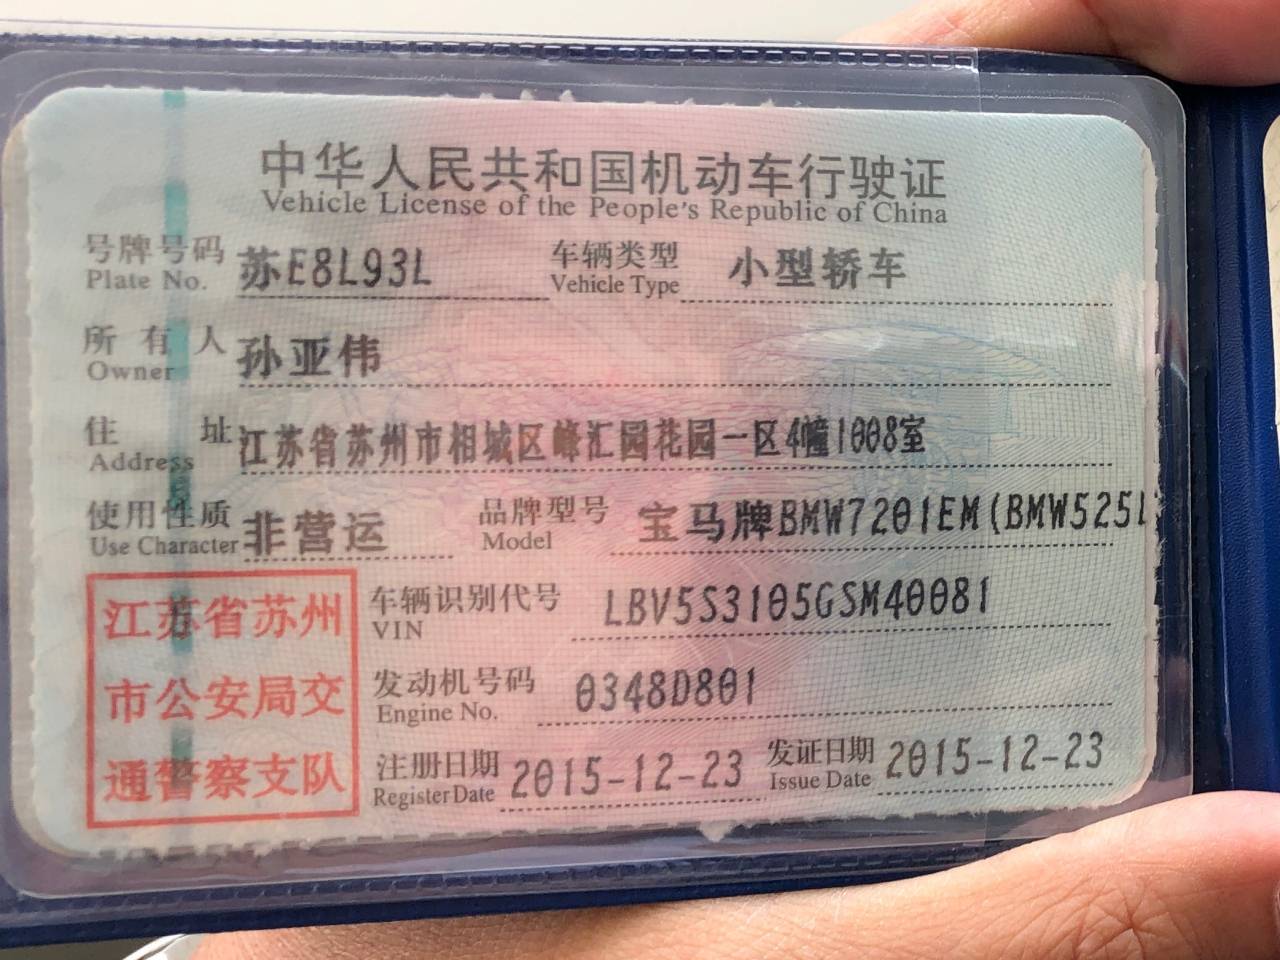 中华人民共和国机动车行驶证
Vehicle License of the People's Republic of China
号牌号码 苏E8L93L 车辆类型 小型轿车
Plate No. Vehicle Type
所有人 孙亚伟
Owner
住址 江苏省苏州市相城区峰汇园花园一区4幢1008室
Address
使用性质 非营运 品牌型号 宝马牌BMW7201EM(BMW525L
Use Character Model
江苏省苏州
市公安局交
通警察支队
车辆识别代号 LBV5S3105GSM40081
VIN
发动机号码 0348D801
Engine No.
注册日期 2015-12-23 发证日期 2015-12-23
Register Date Issue Date